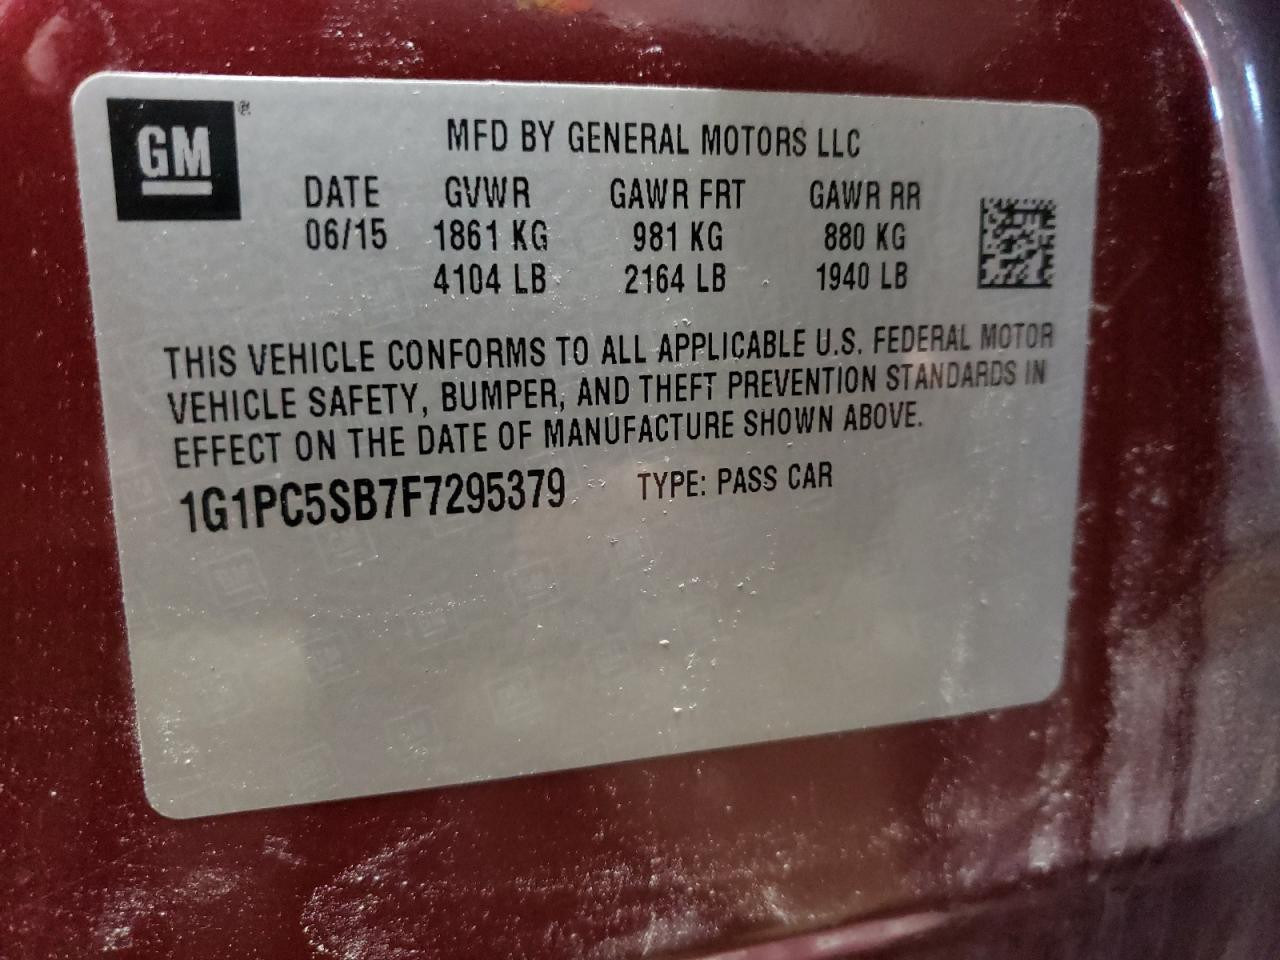 GM®
MFD BY GENERAL MOTORS LLC
DATE GVWR GAWR FRT GAWR RR
06/15 1861 KG 981 KG 880 KG
4104 LB 2164 LB 1940 LB
THIS VEHICLE CONFORMS TO ALL APPLICABLE U.S. FEDERAL MOTOR
VEHICLE SAFETY, BUMPER, AND THEFT PREVENTION STANDARDS IN
EFFECT ON THE DATE OF MANUFACTURE SHOWN ABOVE.
1G1PC5SB7F7295379 TYPE: PASS CAR